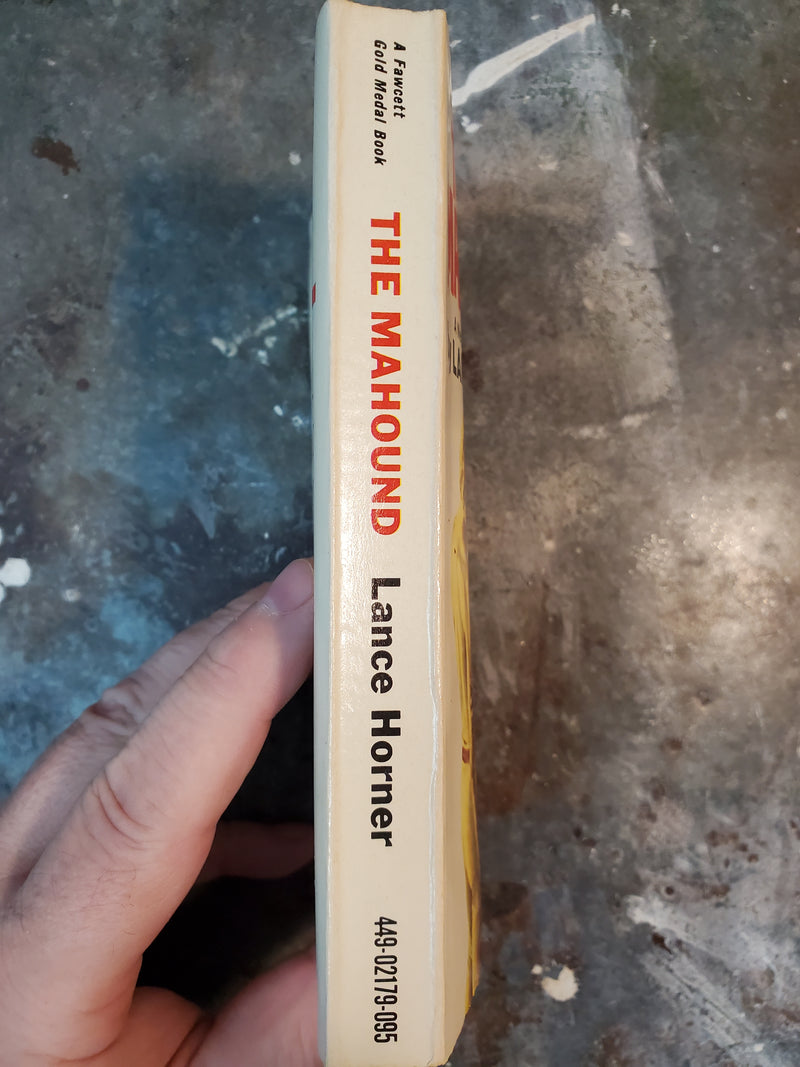 A Fawcett
Gold Medal Book
THE MAHOUND
Lance Horner
449-02179-095